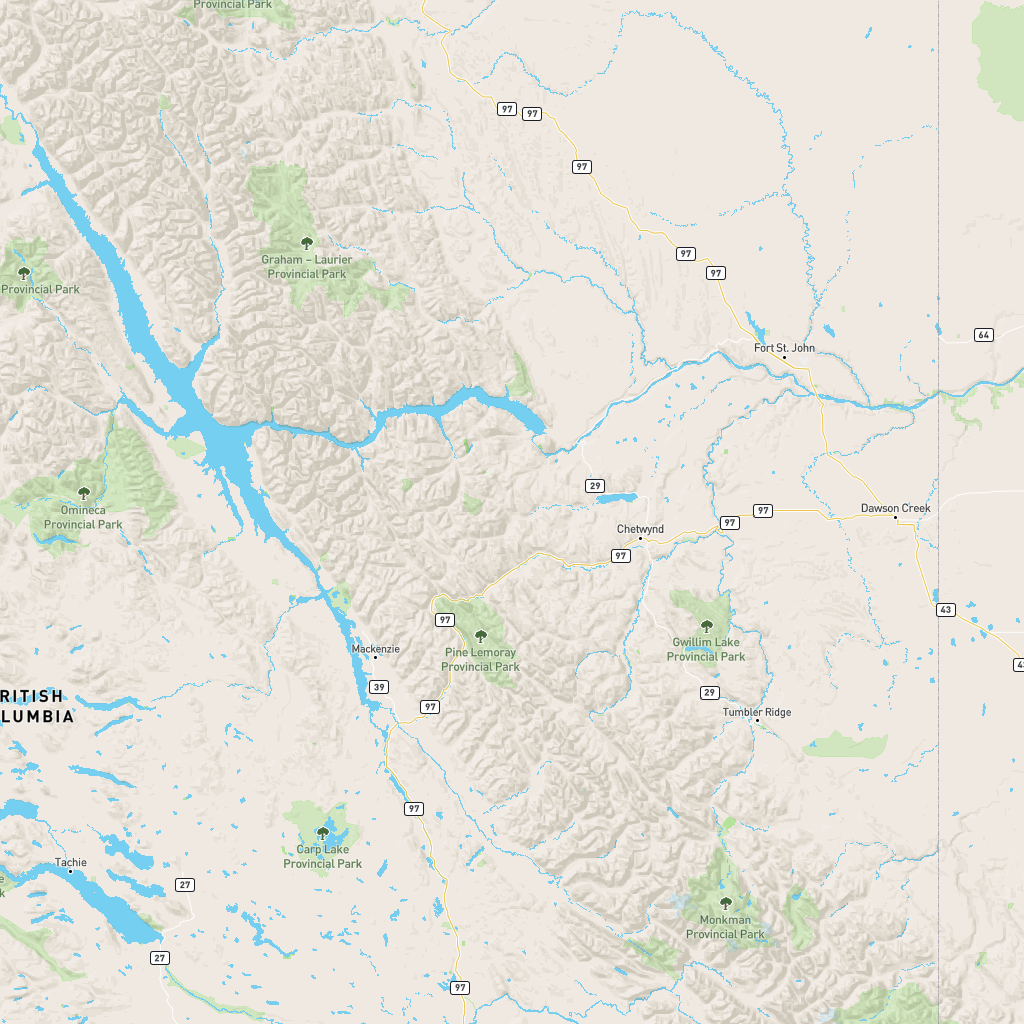 Provincial Park
97
97
97
97
97
Graham – Laurier
Provincial Park
Provincial Park
64
Fort St. John
29
Omineca
Provincial Park
97
97
Dawson Creek
Chetwynd
97
43
97
Gwillim Lake
Provincial Park
Pine Lemoray
Provincial Park
Mackenzie
39
29
97
RITISH
LUMBIA
Tumbler Ridge
97
Carp Lake
Provincial Park
Tachie
27
Monkman
Provincial Park
27
97